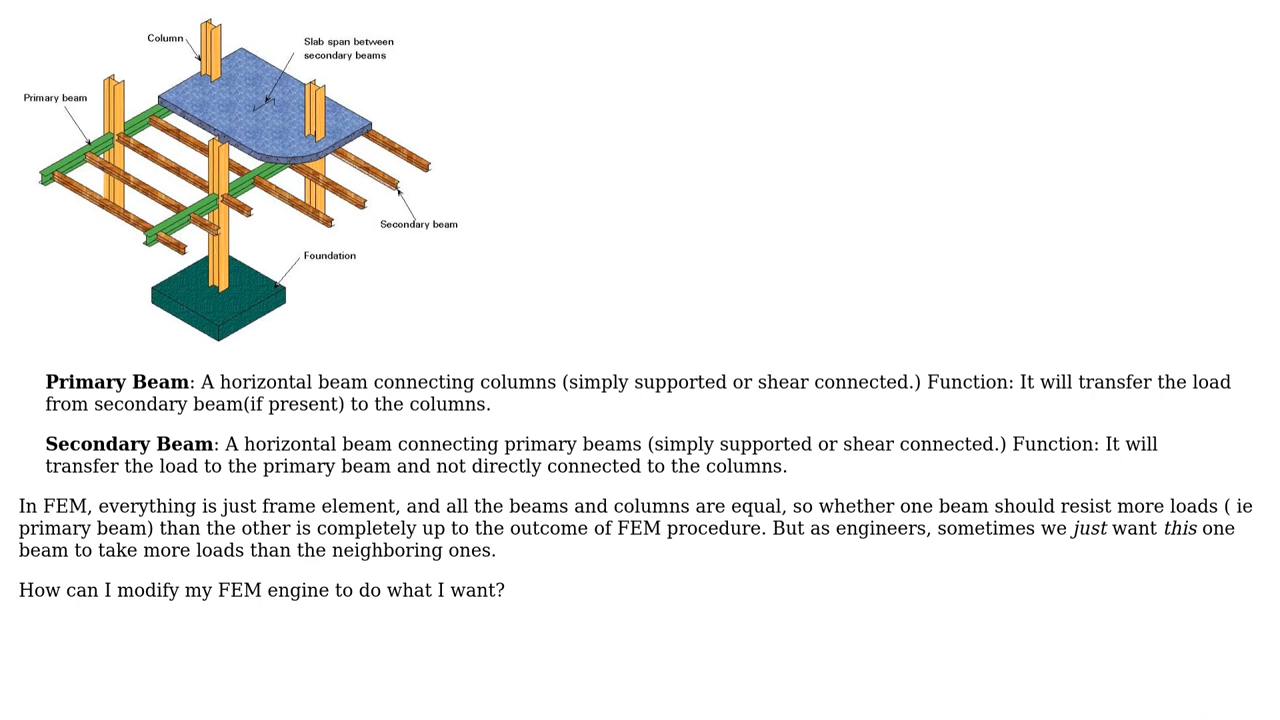 Column
Slab span between
secondary beams
Primary beam
Secondary beam
Foundation
Primary Beam: A horizontal beam connecting columns (simply supported or shear connected.) Function: It will transfer the load
from secondary beam(if present) to the columns.
Secondary Beam: A horizontal beam connecting primary beams (simply supported or shear connected.) Function: It will
transfer the load to the primary beam and not directly connected to the columns.
In FEM, everything is just frame element, and all the beams and columns are equal, so whether one beam should resist more loads ( ie
primary beam) than the other is completely up to the outcome of FEM procedure. But as engineers, sometimes we just want this one
beam to take more loads than the neighboring ones.
How can I modify my FEM engine to do what I want?